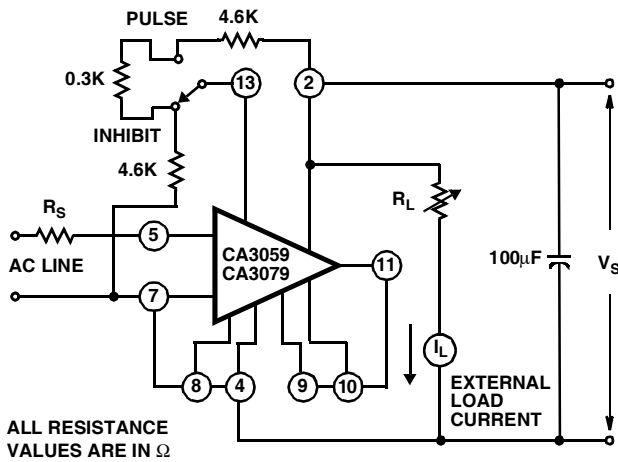 PULSE
4.6K
0.3K
13
2
INHIBIT
4.6K
R_S
5
CA3059
CA3079
R_L
11
100µF
V_S
AC LINE
7
I_L
8
4
9
10
EXTERNAL
LOAD
CURRENT
ALL RESISTANCE
VALUES ARE IN Ω